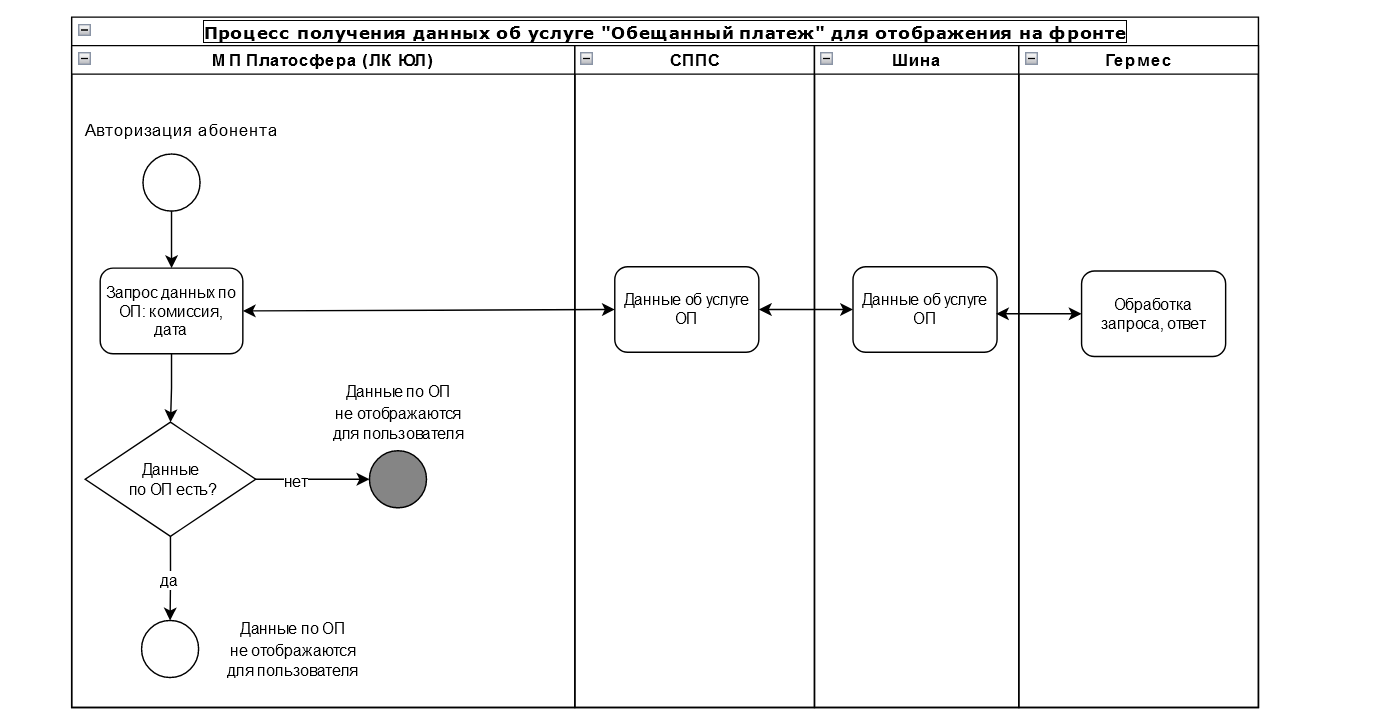 Процесс получения данных об услуге "Обещанный платеж" для отображения на фронте
МП Платосфера (ЛК ЮЛ)
СППС
Шина
Гермес
Авторизация абонента
Запрос данных по
ОП: комиссия,
дата
Данные об услуге
ОП
Данные об услуге
ОП
Обработка
запроса, ответ
Данные по ОП
не отображаются
для пользователя
Данные
по ОП есть?
нет
да
Данные по ОП
не отображаются
для пользователя